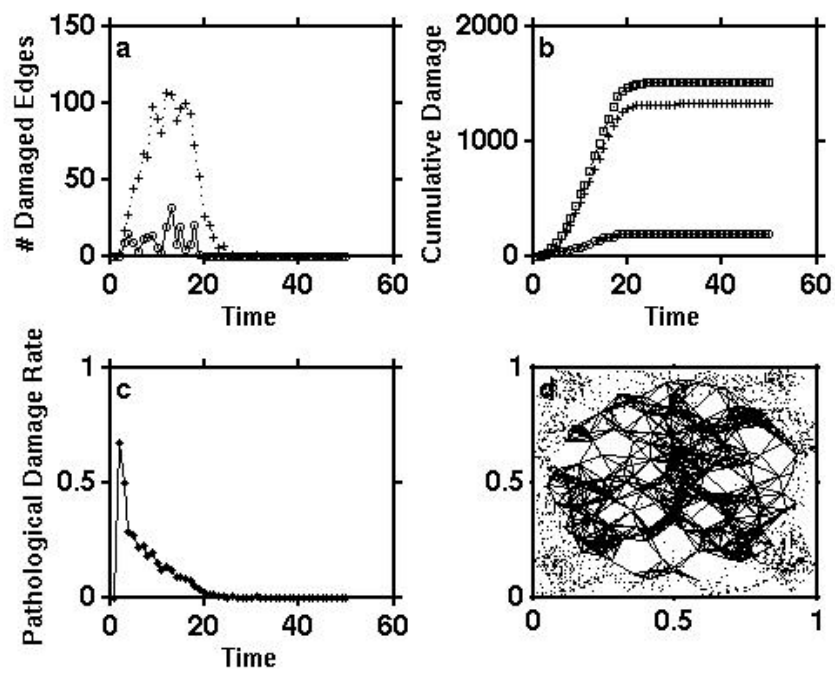 150
a
100
50
0
0 20 40 60
# Damaged Edges
Time
2000
b
1000
0
0 20 40 60
Cumulative Damage
Time
1
c
0.5
0
0 20 40 60
Pathological Damage Rate
Time
1
d
0.5
0
0 0.5 1